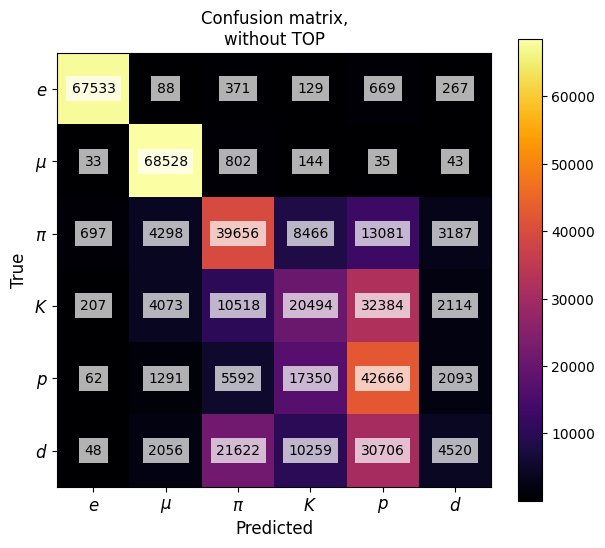 Confusion matrix,
without TOP
True
e 67533 88 371 129 669 267
μ 33 68528 802 144 35 43
π 697 4298 39656 8466 13081 3187
K 207 4073 10518 20494 32384 2114
p 62 1291 5592 17350 42666 2093
d 48 2056 21622 10259 30706 4520
e μ π K p d
Predicted
60000
50000
40000
30000
20000
10000